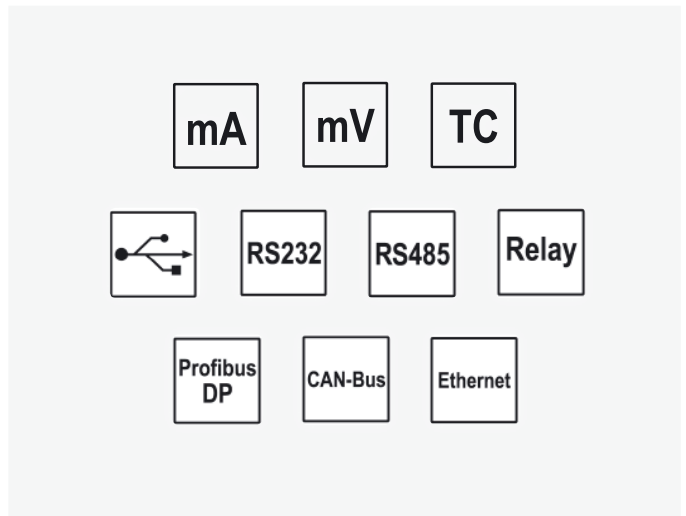 mA
mV
TC
RS232
RS485
Relay
Profibus
DP
CAN-Bus
Ethernet